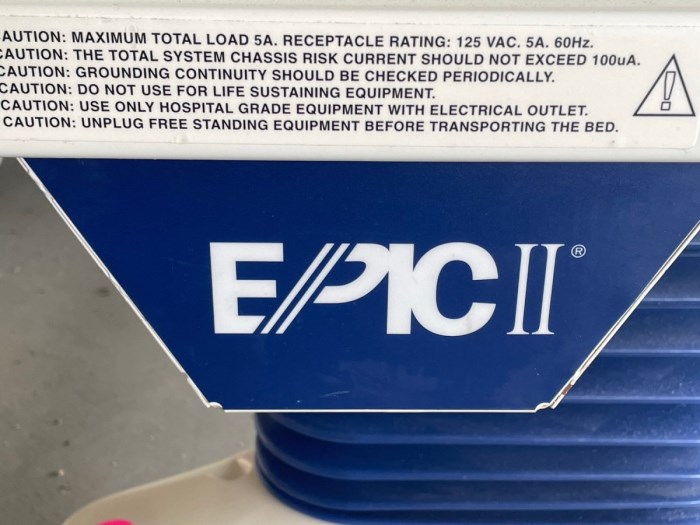 AUTION: MAXIMUM TOTAL LOAD 5A. RECEPTACLE RATING: 125 VAC. 5A. 60Hz.
CAUTION: THE TOTAL SYSTEM CHASSIS RISK CURRENT SHOULD NOT EXCEED 100uA.
CAUTION: GROUNDING CONTINUITY SHOULD BE CHECKED PERIODICALLY.
CAUTION: DO NOT USE FOR LIFE SUSTAINING EQUIPMENT.
CAUTION: USE ONLY HOSPITAL GRADE EQUIPMENT WITH ELECTRICAL OUTLET.
CAUTION: UNPLUG FREE STANDING EQUIPMENT BEFORE TRANSPORTING THE BED.
EPIC II®